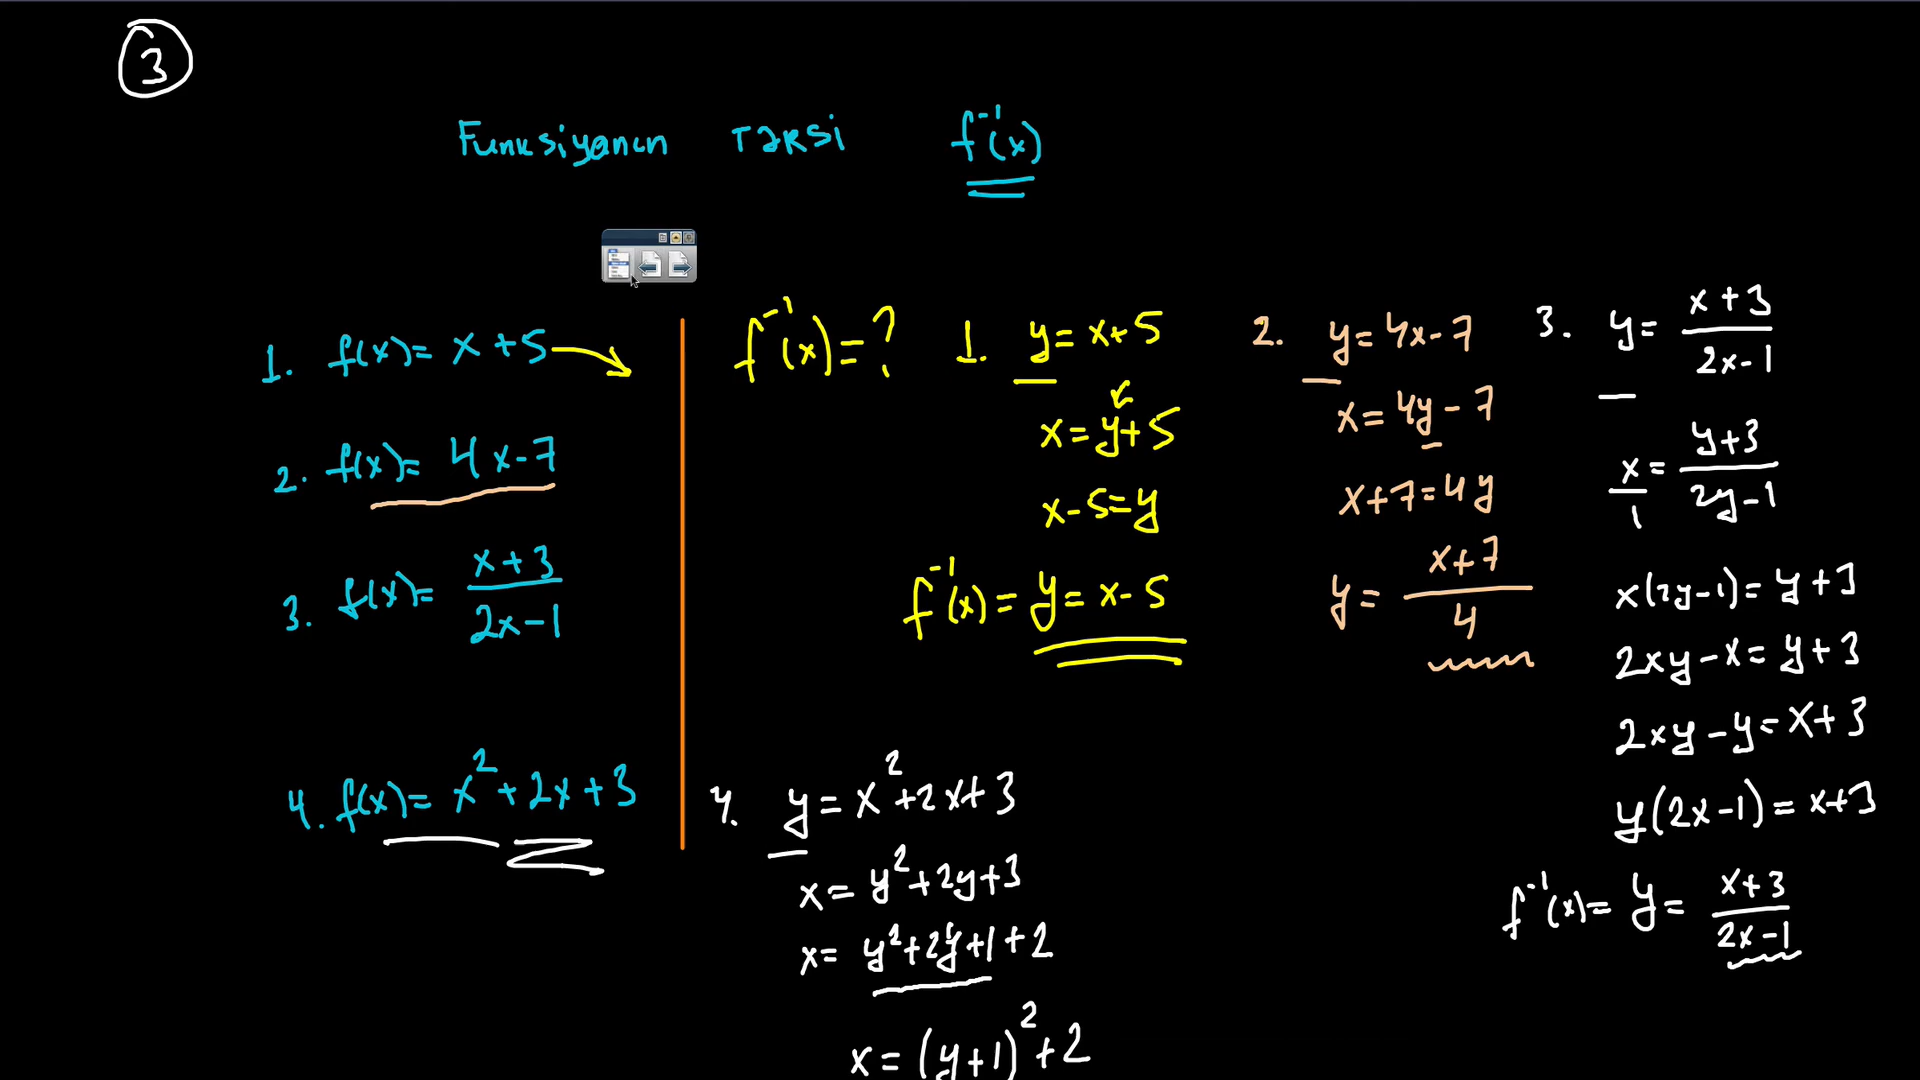 3
Funksiyanın Tərsi f⁻¹(x)
1. f(x)= x+5
2. f(x)= 4x-7
3. f(x)= (x+3)/(2x-1)
4. f(x)= x²+2x+3
f⁻¹(x)=?
1. y= x+5
x= y+5
x-5=y
f⁻¹(x)= y= x-5
2. y=4x-7
x=4y-7
x+7=4y
y= (x+7)/4
3. y= (x+3)/(2x-1)
x/1 = (y+3)/(2y-1)
x(2y-1)= y+3
2xy-x= y+3
2xy-y= x+3
y(2x-1)= x+3
f⁻¹(x)= y= (x+3)/(2x-1)
4. y= x²+2x+3
x= y²+2y+3
x= y²+2y+1+2
x= (y+1)²+2